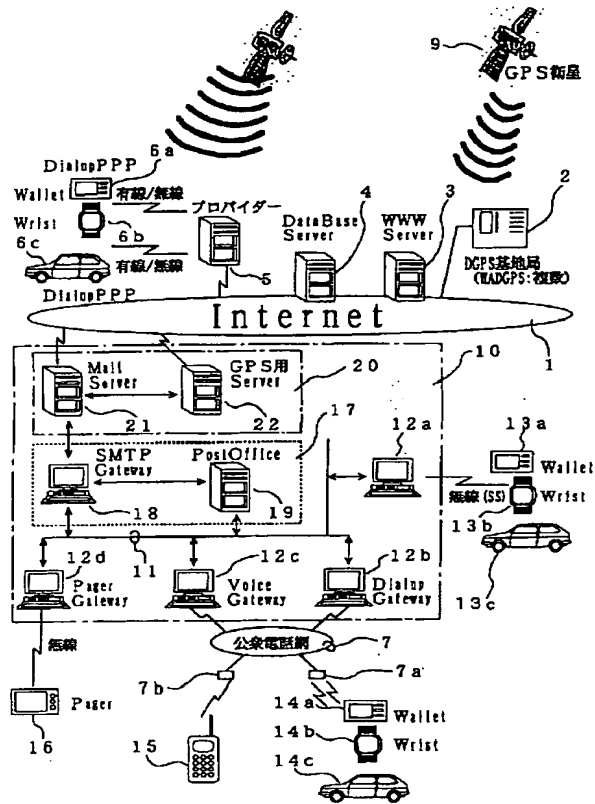 9
GPS衛星
DialupPPP
6a
Wallet
有線/無線
プロバイダー
4
3
2
Wrist
6b
DataBase
Server
WWW
Server
6c
有線/無線
5
DGPS基地局
(WADGPS:複数)
DialupPPP
Internet
1
Mail
Server
GPS用
Server
20
10
21
22
17
12a
13a
SMTP
Gateway
PostOffice
Wallet
無線(SS)
Wrist
18
19
13b
11
13c
12d
12c
12b
Pager
Gateway
Voice
Gateway
Dialup
Gateway
無線
公衆電話網
7
7b
7a
Pager
14a
Wallet
16
14b
Wrist
15
14c